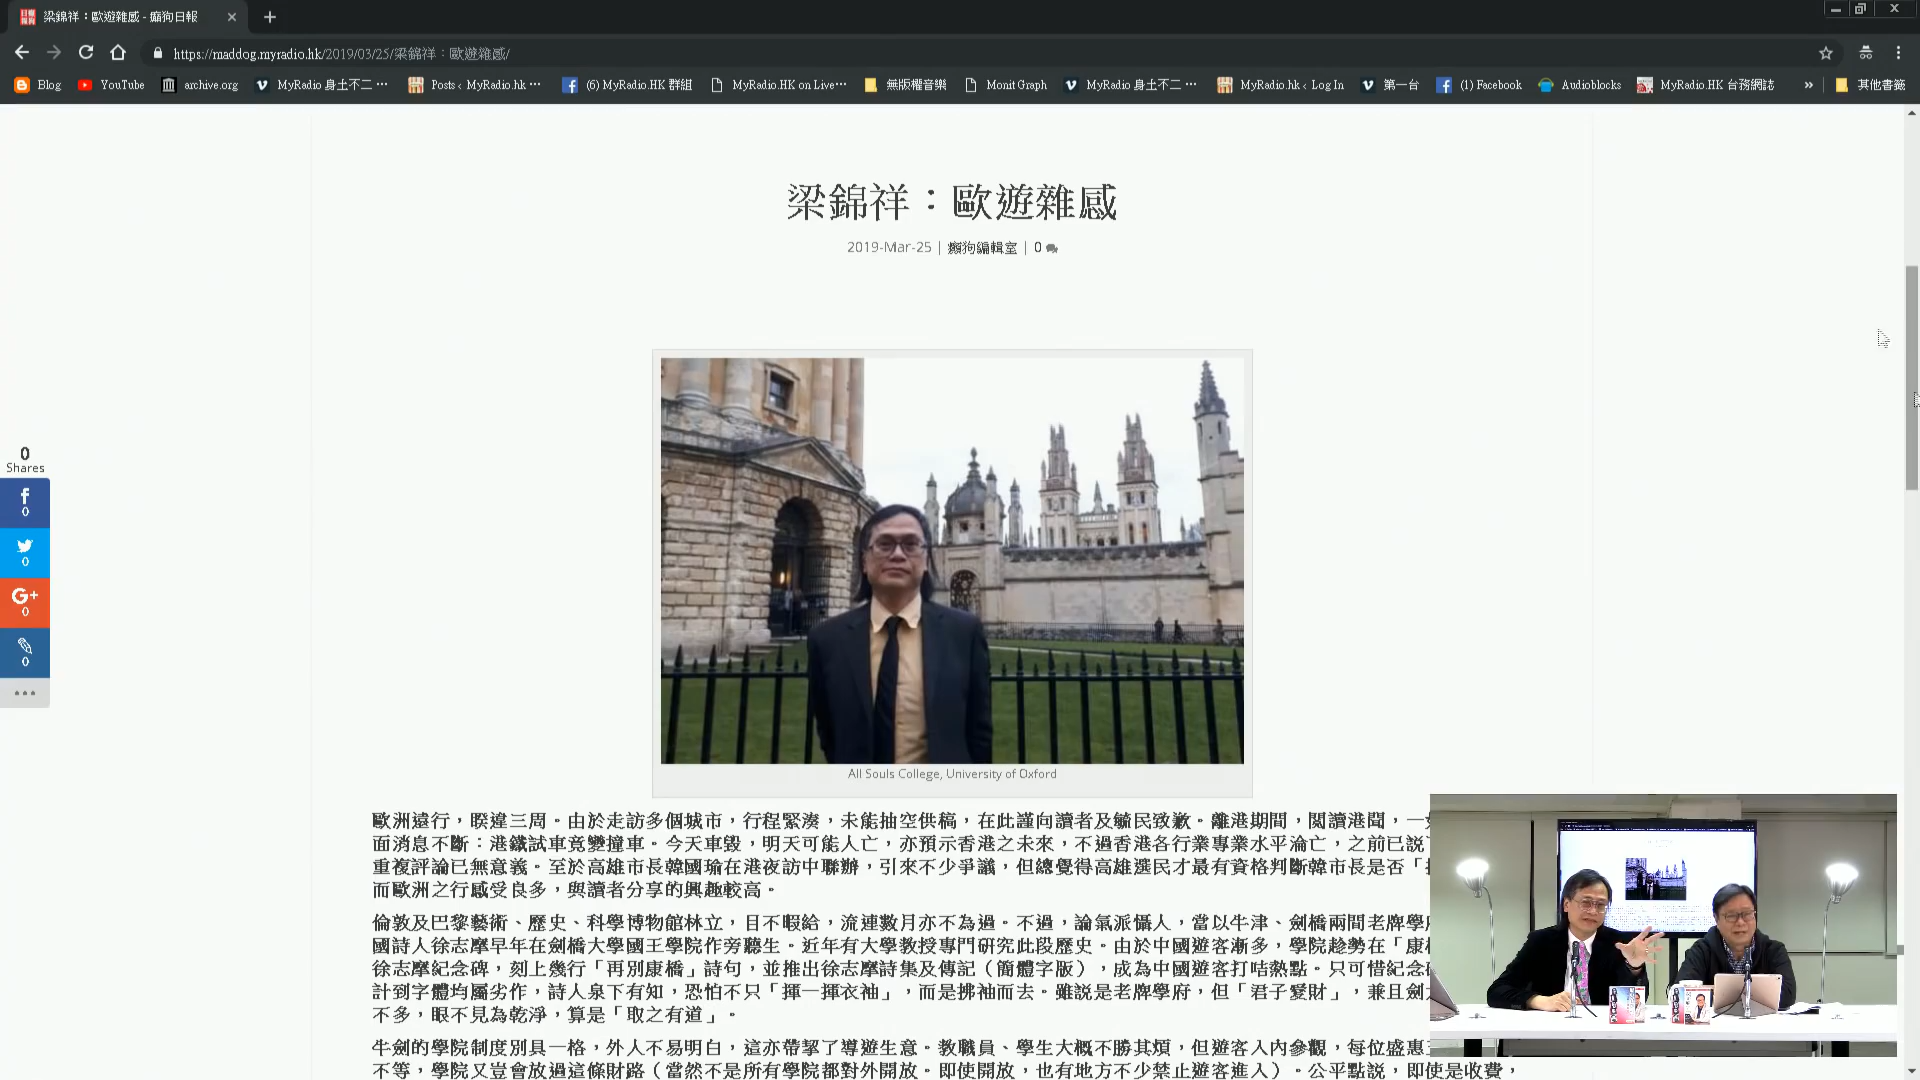 梁錦祥：歐遊雜感 - 癲狗日報
https://maddog.myradio.hk/2019/03/25/梁錦祥：歐遊雜感/
Blog YouTube archive.org MyRadio 身土不二 ⋯ Posts ‹ MyRadio.hk ⋯ (6) MyRadio.HK 群組 MyRadio.HK on Live⋯ 無版權音樂 Monit Graph MyRadio 身土不二 ⋯ MyRadio.hk ‹ Log In 第一台 (1) Facebook Audioblocks MyRadio.HK 台務網誌 » 其他書籤
梁錦祥：歐遊雜感
2019-Mar-25 | 癲狗編輯室 | 0
0
Shares
0
0
G+
0
0
All Souls College, University of Oxford
歐洲遠行，睽違三周。由於走訪多個城市，行程緊湊，未能抽空供稿，在此謹向讀者及毓民致歉。離港期間，閱讀港聞，一
面消息不斷：港鐵試車竟變撞車。今天車毀，明天可能人亡，亦預示香港之未來，不過香港各行業專業水平淪亡，之前已說
重複評論已無意義。至於高雄市長韓國瑜在港夜訪中聯辦，引來不少爭議，但總覺得高雄選民才最有資格判斷韓市長是否「
而歐洲之行感受良多，與讀者分享的興趣較高。
倫敦及巴黎藝術、歷史、科學博物館林立，目不暇給，流連數月亦不為過。不過，論氣派懾人，當以牛津、劍橋兩間老牌學府
國詩人徐志摩早年在劍橋大學國王學院作旁聽生。近年有大學教授專門研究此段歷史。由於中國遊客漸多，學院趁勢在「康橋
徐志摩紀念碑，刻上幾行「再別康橋」詩句，並推出徐志摩詩集及傳記（簡體字版），成為中國遊客打咭熱點。只可惜紀念碑
計到字體均屬劣作，詩人泉下有知，恐怕不只「揮一揮衣袖」，而是拂袖而去。雖說是老牌學府，但「君子愛財」，兼且劍
不多，眼不見為乾淨，算是「取之有道」。
牛劍的學院制度別具一格，外人不易明白，這亦帶挈了導遊生意。教職員、學生大概不勝其煩，但遊客入內參觀，每位盛惠
不等，學院又豈會放過這條財路（當然不是所有學院都對外開放。即使開放，也有地方不少禁止遊客進入）。公平點説，即使是收費，